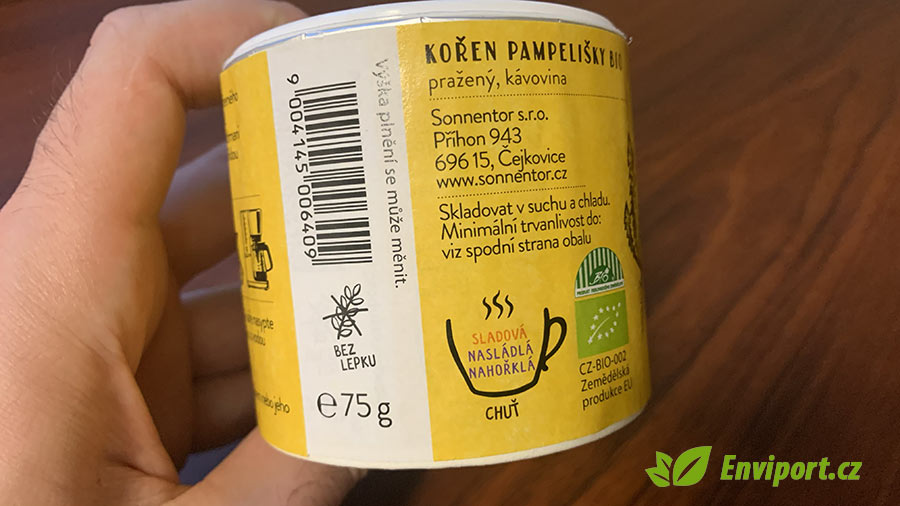 KOŘEN PAMPELIŠKY BIO
pražený, kávovina
Sonnentor s.r.o.
Příhon 943
696 15, Čejkovice
www.sonnentor.cz
Skladovat v suchu a chladu.
Minimální trvanlivost do:
viz spodní strana obalu
SLADOVÁ
NASLÁDLÁ
NAHOŘKLÁ
CHUŤ
BIO
CZ-BIO-002
Zemědělská
produkce EU
Výška plnění se může měnit.
9 004145 006409
BEZ
LEPKU
e 75 g
Enviport.cz